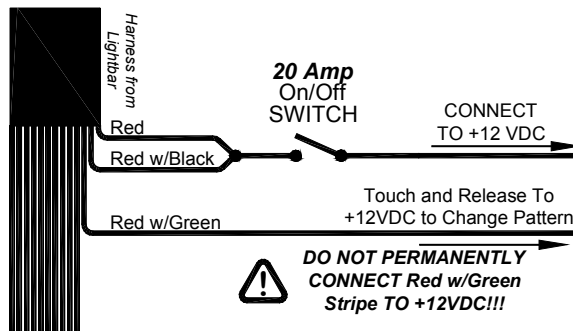 Harness from
Lightbar
20 Amp
On/Off
SWITCH
CONNECT
TO +12 VDC
Red
Red w/Black
Touch and Release To
+12VDC to Change Pattern
Red w/Green
DO NOT PERMANENTLY
CONNECT Red w/Green
Stripe TO +12VDC!!!